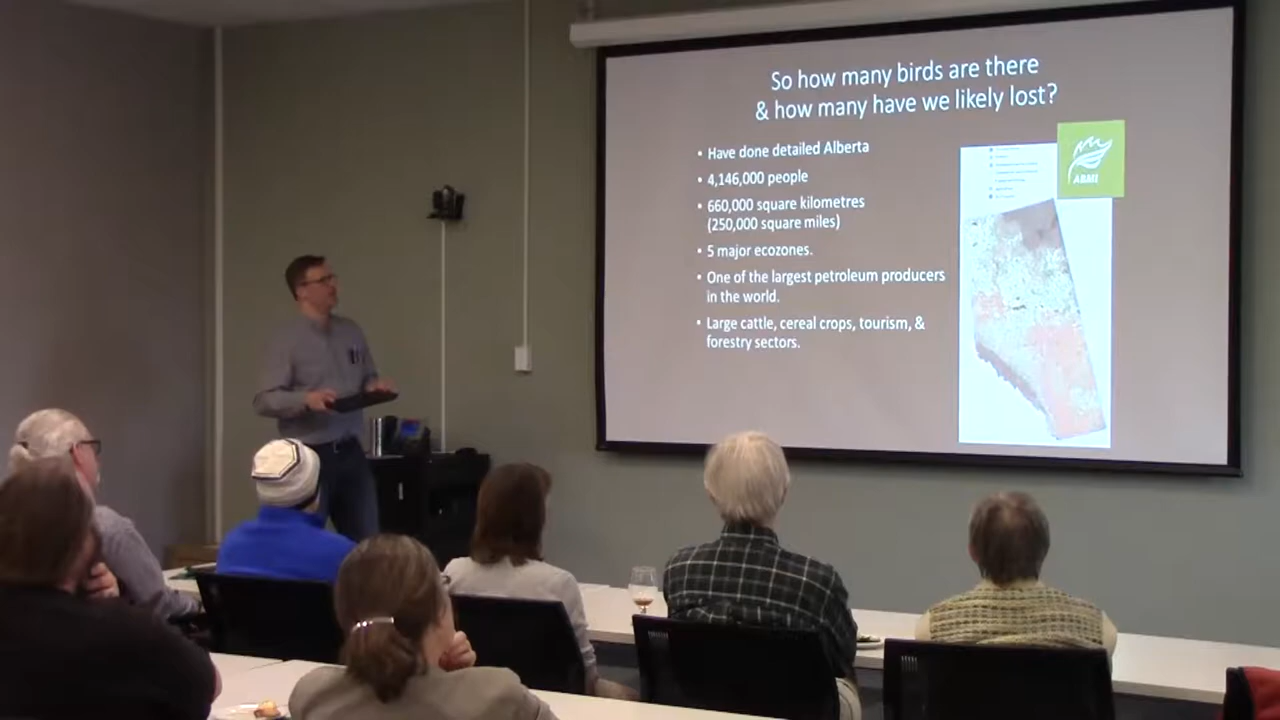 So how many birds are there
& how many have we likely lost?
• Have done detailed Alberta
• 4,146,000 people
• 660,000 square kilometres
(250,000 square miles)
• 5 major ecozones.
• One of the largest petroleum producers
in the world.
• Large cattle, cereal crops, tourism, &
forestry sectors.
ABMI